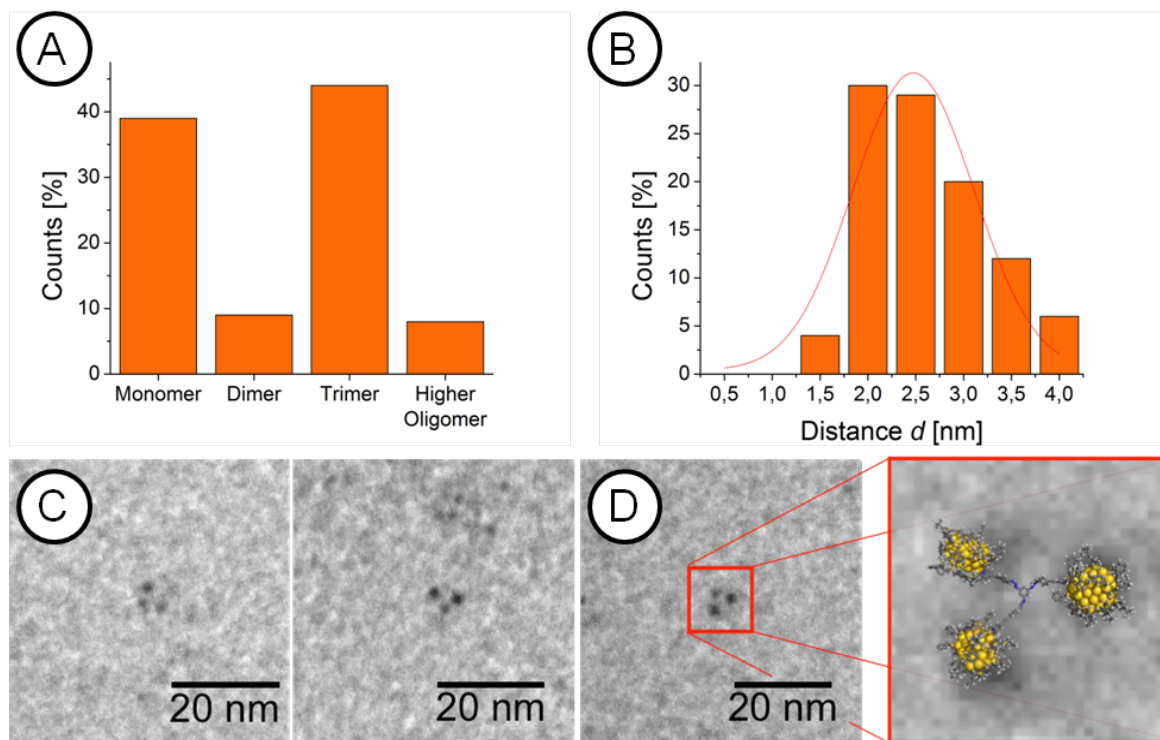 A
Counts [%]
40
30
20
10
0
Monomer
Dimer
Trimer
Higher
Oligomer
B
Counts [%]
30
25
20
15
10
5
0
0,5
1,0
1,5
2,0
2,5
3,0
3,5
4,0
Distance d [nm]
C
20 nm
20 nm
D
20 nm